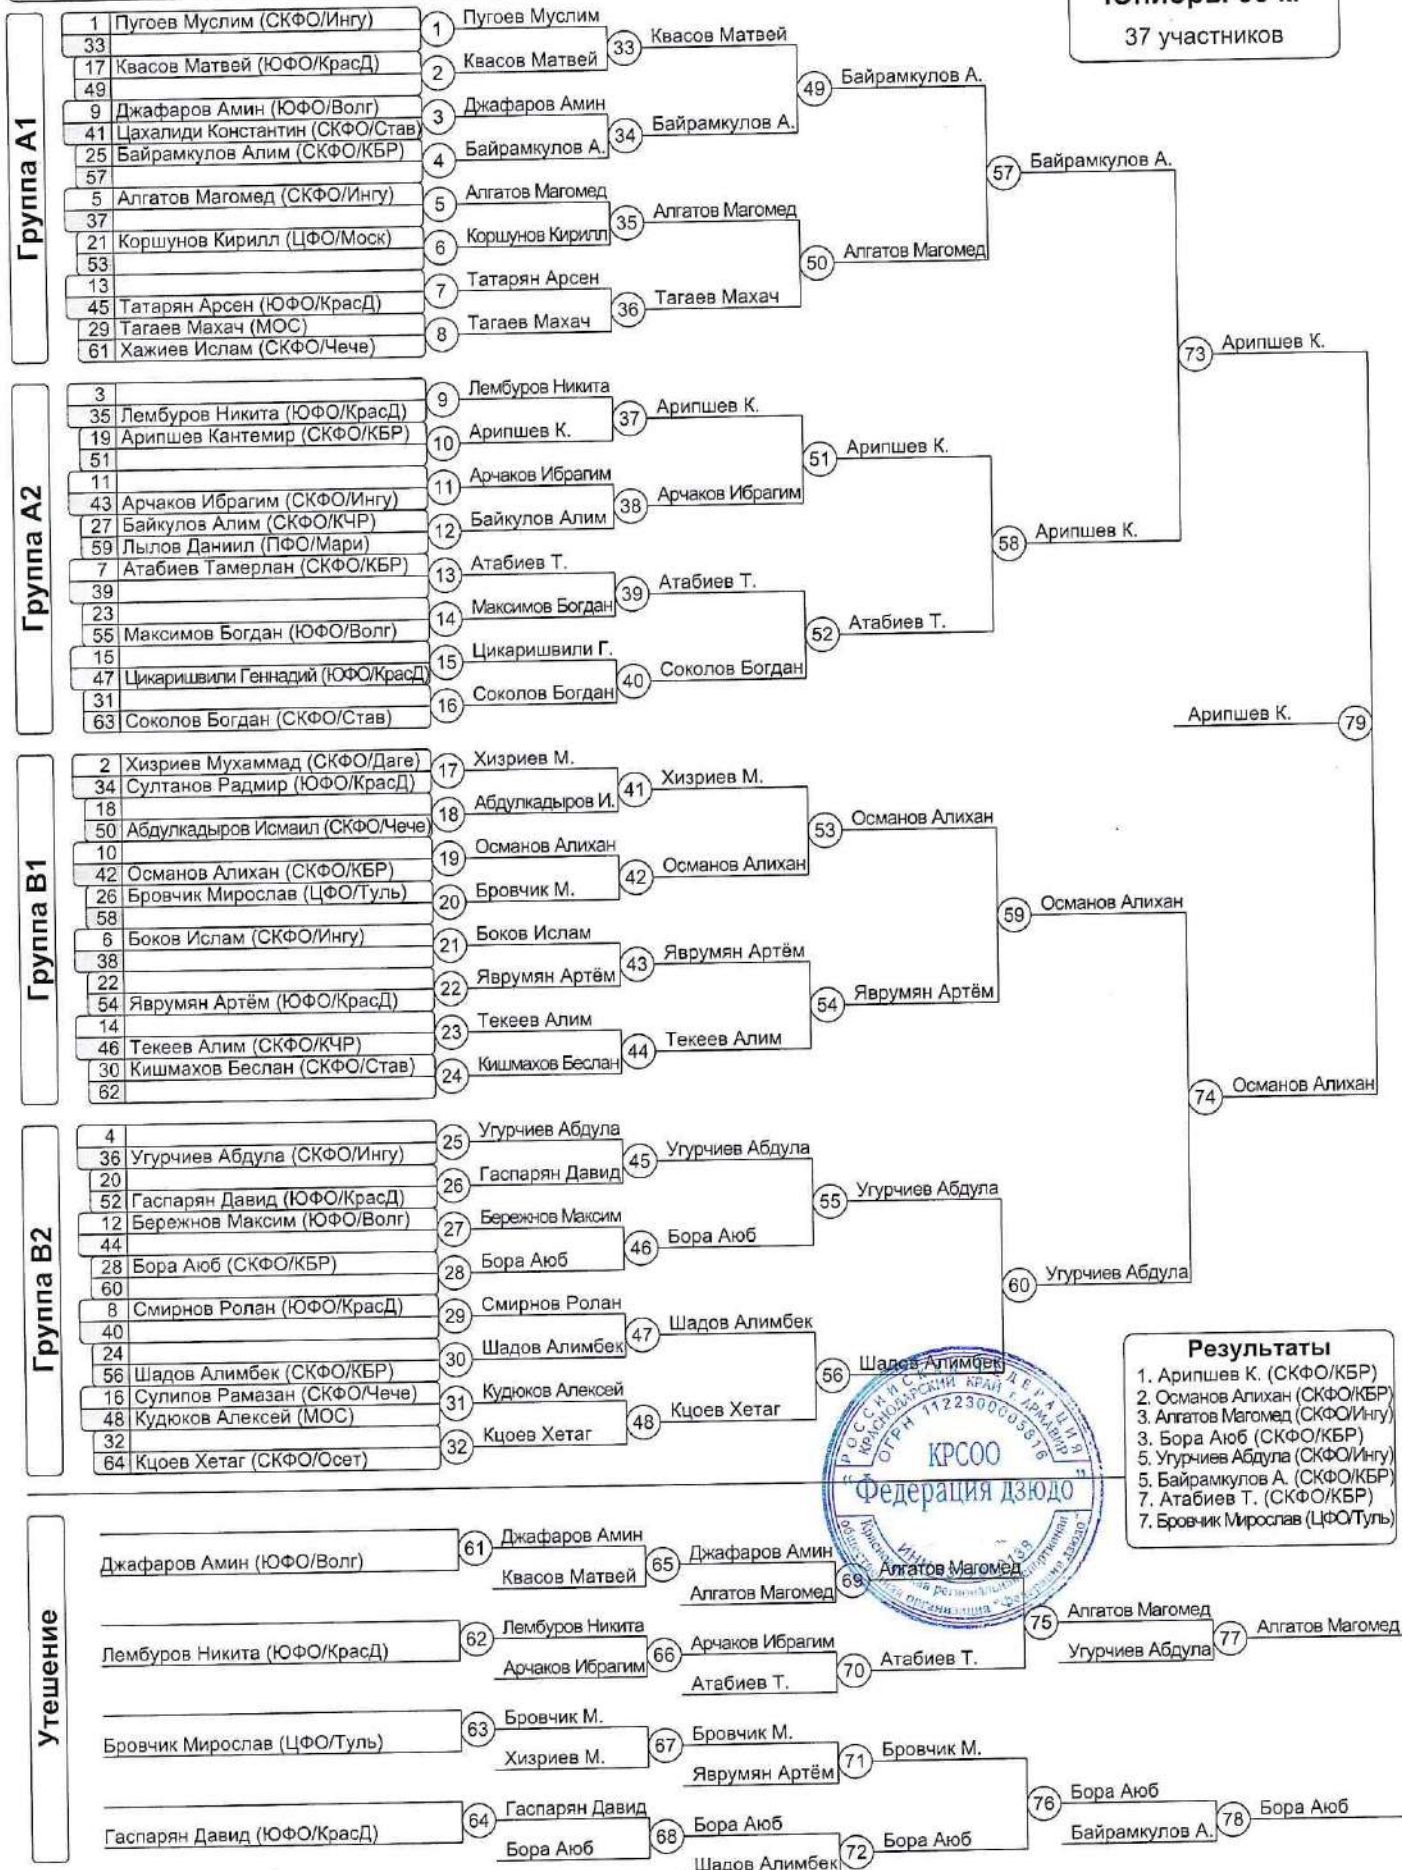 37 участников
Группа А1
1 Пугоев Муслим (СКФО/Ингу)
33
17 Квасов Матвей (ЮФО/КрасД)
49
9 Джафаров Амин (ЮФО/Волг)
41 Цахалиди Константин (СКФО/Став)
25 Байрамкулов Алим (СКФО/КБР)
57
5 Алгатов Магомед (СКФО/Ингу)
37
21 Коршунов Кирилл (ЦФО/Моск)
53
13
45 Татарян Арсен (ЮФО/КрасД)
29 Тагаев Махач (МОС)
61 Хажиев Ислам (СКФО/Чече)
1 Пугоев Муслим
2 Квасов Матвей
3 Джафаров Амин
4 Байрамкулов А.
5 Алгатов Магомед
6 Коршунов Кирилл
7 Татарян Арсен
8 Тагаев Махач
33 Квасов Матвей
34 Байрамкулов А.
35 Алгатов Магомед
36 Тагаев Махач
49 Байрамкулов А.
50 Алгатов Магомед
57 Байрамкулов А.
Группа А2
3
35 Лембуров Никита (ЮФО/КрасД)
19 Арипшев Кантемир (СКФО/КБР)
51
11
43 Арчаков Ибрагим (СКФО/Ингу)
27 Байкулов Алим (СКФО/КЧР)
59 Лылов Даниил (ПФО/Мари)
7 Атабиев Тамерлан (СКФО/КБР)
39
23
55 Максимов Богдан (ЮФО/Волг)
15
47 Цикаришвили Геннадий (ЮФО/КрасД)
31
63 Соколов Богдан (СКФО/Став)
9 Лембуров Никита
10 Арипшев К.
11 Арчаков Ибрагим
12 Байкулов Алим
13 Атабиев Т.
14 Максимов Богдан
15 Цикаришвили Г.
16 Соколов Богдан
37 Арипшев К.
38 Арчаков Ибрагим
39 Атабиев Т.
40 Соколов Богдан
51 Арипшев К.
52 Атабиев Т.
58 Арипшев К.
73 Арипшев К.
Арипшев К. 79
Группа В1
2 Хизриев Мухаммад (СКФО/Даге)
34 Султанов Радмир (ЮФО/КрасД)
18
50 Абдулкадыров Исмаил (СКФО/Чече)
10
42 Османов Алихан (СКФО/КБР)
26 Бровчик Мирослав (ЦФО/Туль)
58
6 Боков Ислам (СКФО/Ингу)
38
22
54 Яврумян Артём (ЮФО/КрасД)
14
46 Текеев Алим (СКФО/КЧР)
30 Кишмахов Беслан (СКФО/Став)
62
17 Хизриев М.
18 Абдулкадыров И.
19 Османов Алихан
20 Бровчик М.
21 Боков Ислам
22 Яврумян Артём
23 Текеев Алим
24 Кишмахов Беслан
41 Хизриев М.
42 Османов Алихан
43 Яврумян Артём
44 Текеев Алим
53 Османов Алихан
54 Яврумян Артём
59 Османов Алихан
74 Османов Алихан
Группа В2
4
36 Угурчиев Абдула (СКФО/Ингу)
20
52 Гаспарян Давид (ЮФО/КрасД)
12 Бережнов Максим (ЮФО/Волг)
44
28 Бора Аюб (СКФО/КБР)
60
8 Смирнов Ролан (ЮФО/КрасД)
40
24
56 Шадов Алимбек (СКФО/КБР)
16 Сулипов Рамазан (СКФО/Чече)
48 Кудюков Алексей (МОС)
32
64 Кцоев Хетаг (СКФО/Осет)
25 Угурчиев Абдула
26 Гаспарян Давид
27 Бережнов Максим
28 Бора Аюб
29 Смирнов Ролан
30 Шадов Алимбек
31 Кудюков Алексей
32 Кцоев Хетаг
45 Угурчиев Абдула
46 Бора Аюб
47 Шадов Алимбек
48 Кцоев Хетаг
55 Угурчиев Абдула
56 Шадов Алимбек
60 Угурчиев Абдула
Результаты
1. Арипшев К. (СКФО/КБР)
2. Османов Алихан (СКФО/КБР)
3. Алгатов Магомед (СКФО/Ингу)
3. Бора Аюб (СКФО/КБР)
5. Угурчиев Абдула (СКФО/Ингу)
5. Байрамкулов А. (СКФО/КБР)
7. Атабиев Т. (СКФО/КБР)
7. Бровчик Мирослав (ЦФО/Туль)
КРАСНОДАРСКИЙ КРАЙ г. АРМАВИР
ОГРН 1122300005816
КРСОО
"Федерация дзюдо"
Утешение
Джафаров Амин (ЮФО/Волг)
Лембуров Никита (ЮФО/КрасД)
Бровчик Мирослав (ЦФО/Туль)
Гаспарян Давид (ЮФО/КрасД)
61 Джафаров Амин
Квасов Матвей
62 Лембуров Никита
Арчаков Ибрагим
63 Бровчик М.
Хизриев М.
64 Гаспарян Давид
Бора Аюб
65 Джафаров Амин
Алгатов Магомед
66 Арчаков Ибрагим
Атабиев Т.
67 Бровчик М.
Яврумян Артём
68 Бора Аюб
Шадов Алимбек
69 Алгатов Магомед
70 Атабиев Т.
71 Бровчик М.
72 Бора Аюб
75 Алгатов Магомед
Угурчиев Абдула
76 Бора Аюб
Байрамкулов А.
77 Алгатов Магомед
78 Бора Аюб